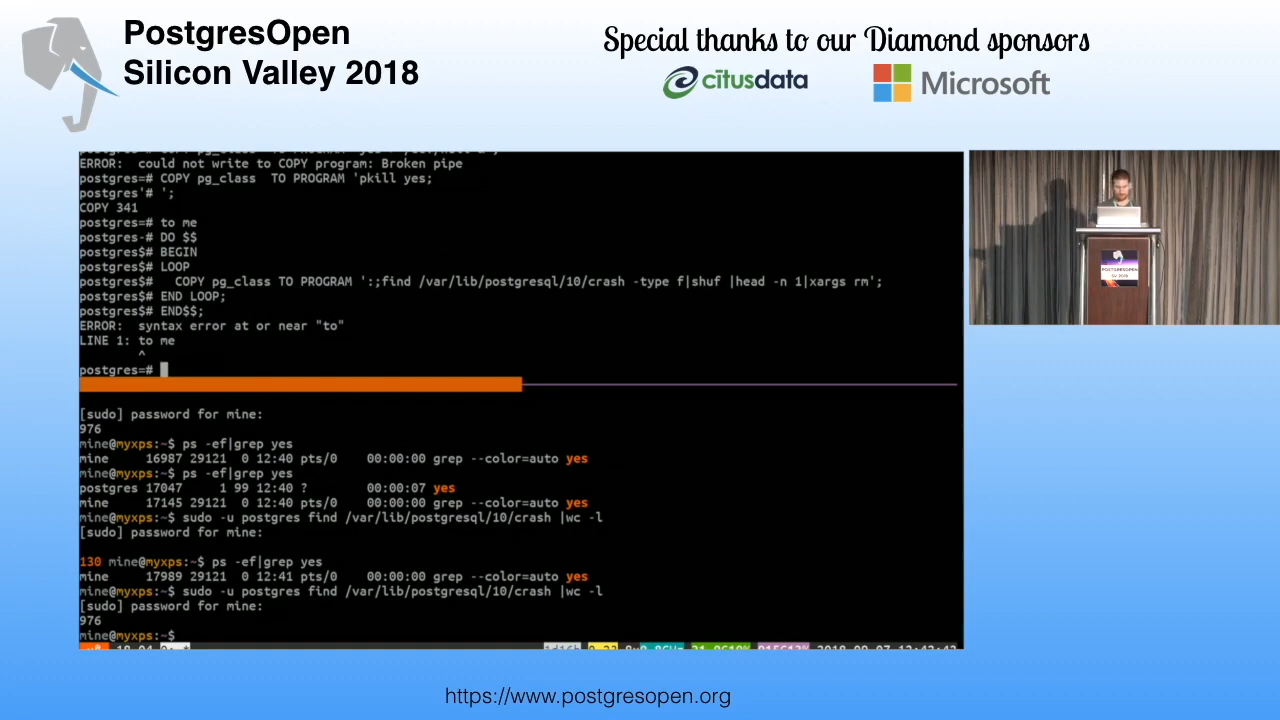 PostgresOpen
Silicon Valley 2018
Special thanks to our Diamond sponsors
citusdata
Microsoft
ERROR:  could not write to COPY program: Broken pipe
postgres=# COPY pg_class  TO PROGRAM 'pkill yes;
postgres'# ';
COPY 341
postgres=# to me
postgres-# DO $$
postgres$# BEGIN
postgres$# LOOP
postgres$#   COPY pg_class TO PROGRAM ':;find /var/lib/postgresql/10/crash -type f|shuf |head -n 1|xargs rm';
postgres$# END LOOP;
postgres$# END$$;
ERROR:  syntax error at or near "to"
LINE 1: to me
^
postgres=#
[sudo] password for mine:
976
mine@myxps:~$ ps -ef|grep yes
mine     16987 29121  0 12:40 pts/0    00:00:00 grep --color=auto yes
mine@myxps:~$ ps -ef|grep yes
postgres 17047     1 99 12:40 ?        00:00:07 yes
mine     17145 29121  0 12:40 pts/0    00:00:00 grep --color=auto yes
mine@myxps:~$ sudo -u postgres find /var/lib/postgresql/10/crash |wc -l
[sudo] password for mine:
130 mine@myxps:~$ ps -ef|grep yes
mine     17989 29121  0 12:41 pts/0    00:00:00 grep --color=auto yes
mine@myxps:~$ sudo -u postgres find /var/lib/postgresql/10/crash |wc -l
[sudo] password for mine:
976
mine@myxps:~$
POSTGRESOPEN
SV 2018
https://www.postgresopen.org